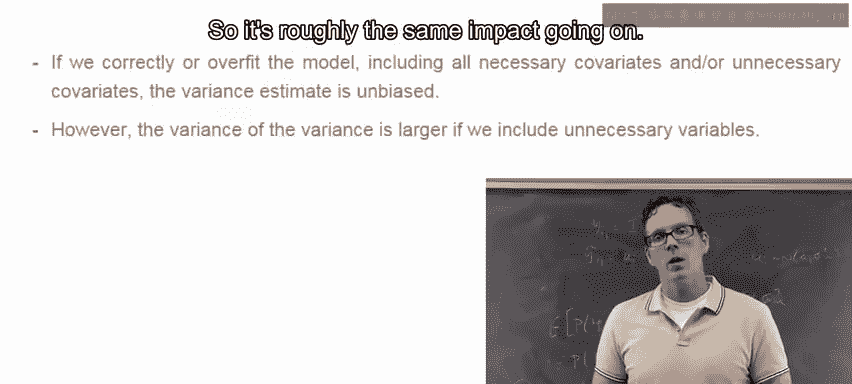 So it's roughly the same impact going on.
- If we correctly or overfit the model, including all necessary covariates and/or unnecessary
covariates, the variance estimate is unbiased.
- However, the variance of the variance is larger if we include unnecessary variables.